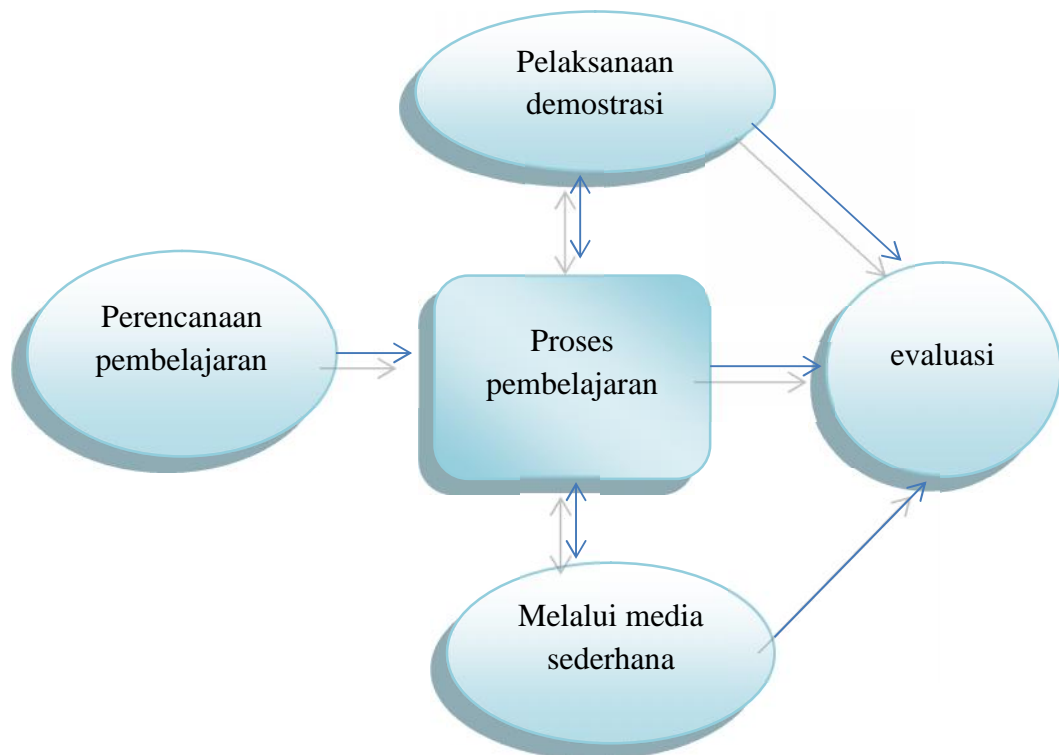 Pelaksanaan
demostrasi
Perencanaan
pembelajaran
Proses
pembelajaran
evaluasi
Melalui media
sederhana